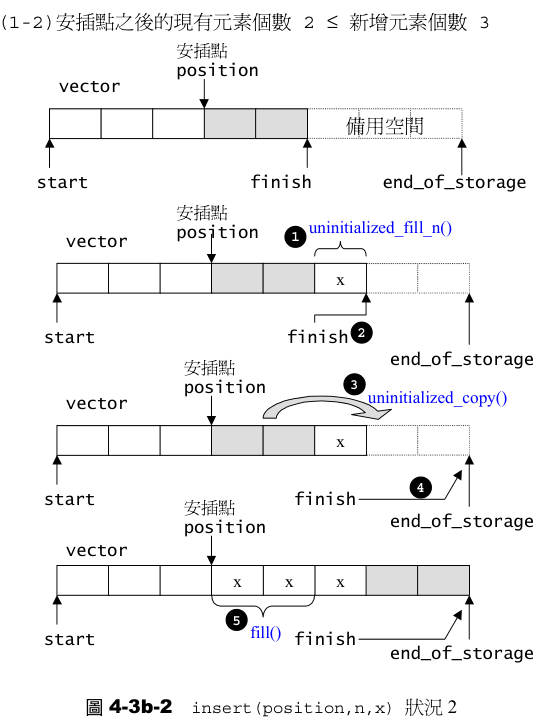 (1-2)安插點之後的現有元素個數 2 ≤ 新增元素個數 3
安插點
position
vector
備用空間
start
finish
end_of_storage
安插點
position
vector
1
uninitialized_fill_n()
x
start
finish
2
end_of_storage
安插點
position
vector
3
uninitialized_copy()
x
start
finish
4
end_of_storage
安插點
position
vector
x x x
5
fill()
start
finish
end_of_storage
圖 4-3b-2 insert(position,n,x) 狀況 2